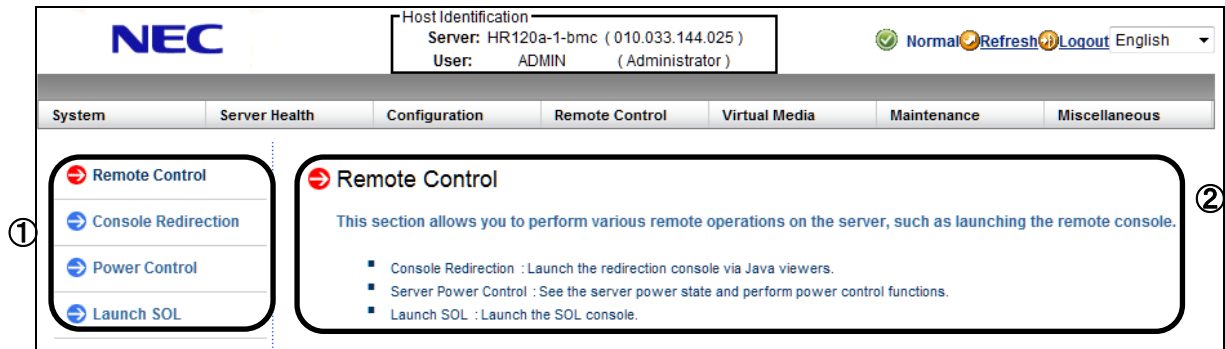 NEC
Host Identification
Server: HR120a-1-bmc ( 010.033.144.025 )
User: ADMIN ( Administrator )
Normal Refresh Logout English
System Server Health Configuration Remote Control Virtual Media Maintenance Miscellaneous
①
Remote Control
Console Redirection
Power Control
Launch SOL
②
Remote Control
This section allows you to perform various remote operations on the server, such as launching the remote console.
Console Redirection : Launch the redirection console via Java viewers.
Server Power Control : See the server power state and perform power control functions.
Launch SOL : Launch the SOL console.